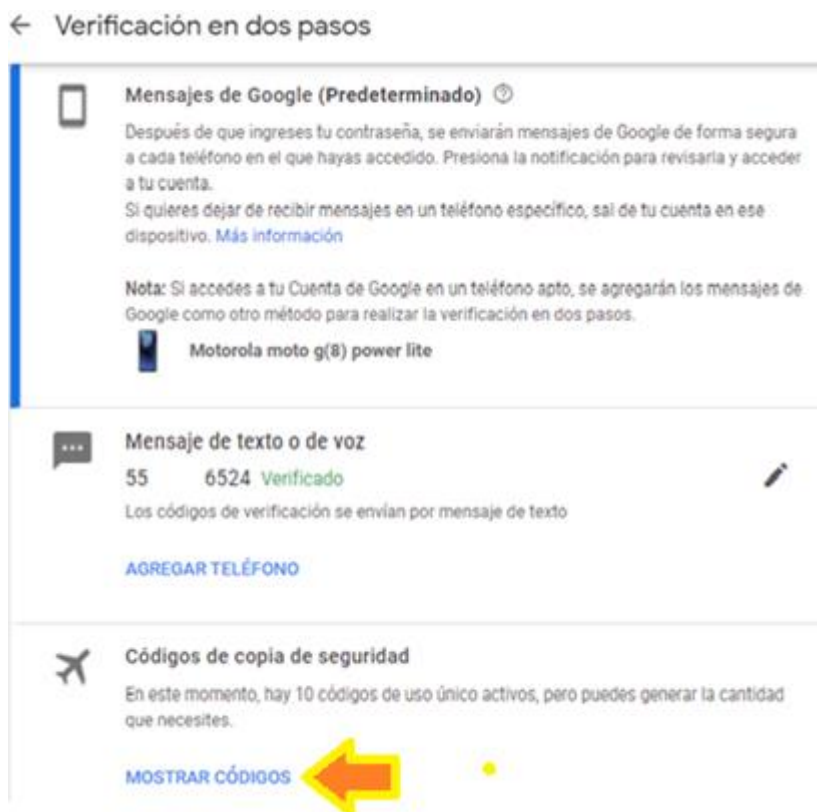 Verificación en dos pasos
Mensajes de Google (Predeterminado)
Después de que ingreses tu contraseña, se enviarán mensajes de Google de forma segura
a cada teléfono en el que hayas accedido. Presiona la notificación para revisarla y acceder
a tu cuenta.
Si quieres dejar de recibir mensajes en un teléfono específico, sal de tu cuenta en ese
dispositivo. Más información
Nota: Si accedes a tu Cuenta de Google en un teléfono apto, se agregarán los mensajes de
Google como otro método para realizar la verificación en dos pasos.
Motorola moto g(8) power lite
Mensaje de texto o de voz
55 6524 Verificado
Los códigos de verificación se envían por mensaje de texto
AGREGAR TELÉFONO
Códigos de copia de seguridad
En este momento, hay 10 códigos de uso único activos, pero puedes generar la cantidad
que necesites.
MOSTRAR CÓDIGOS